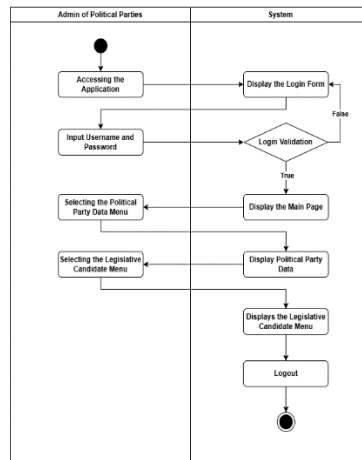 Admin of Political Parties
System
Accessing the
Application
Display the Login Form
False
Input Username and
Password
Login Validation
True
Selecting the Political
Party Data Menu
Display the Main Page
Selecting the Legislative
Candidate Menu
Display Political Party
Data
Displays the Legislative
Candidate Menu
Logout